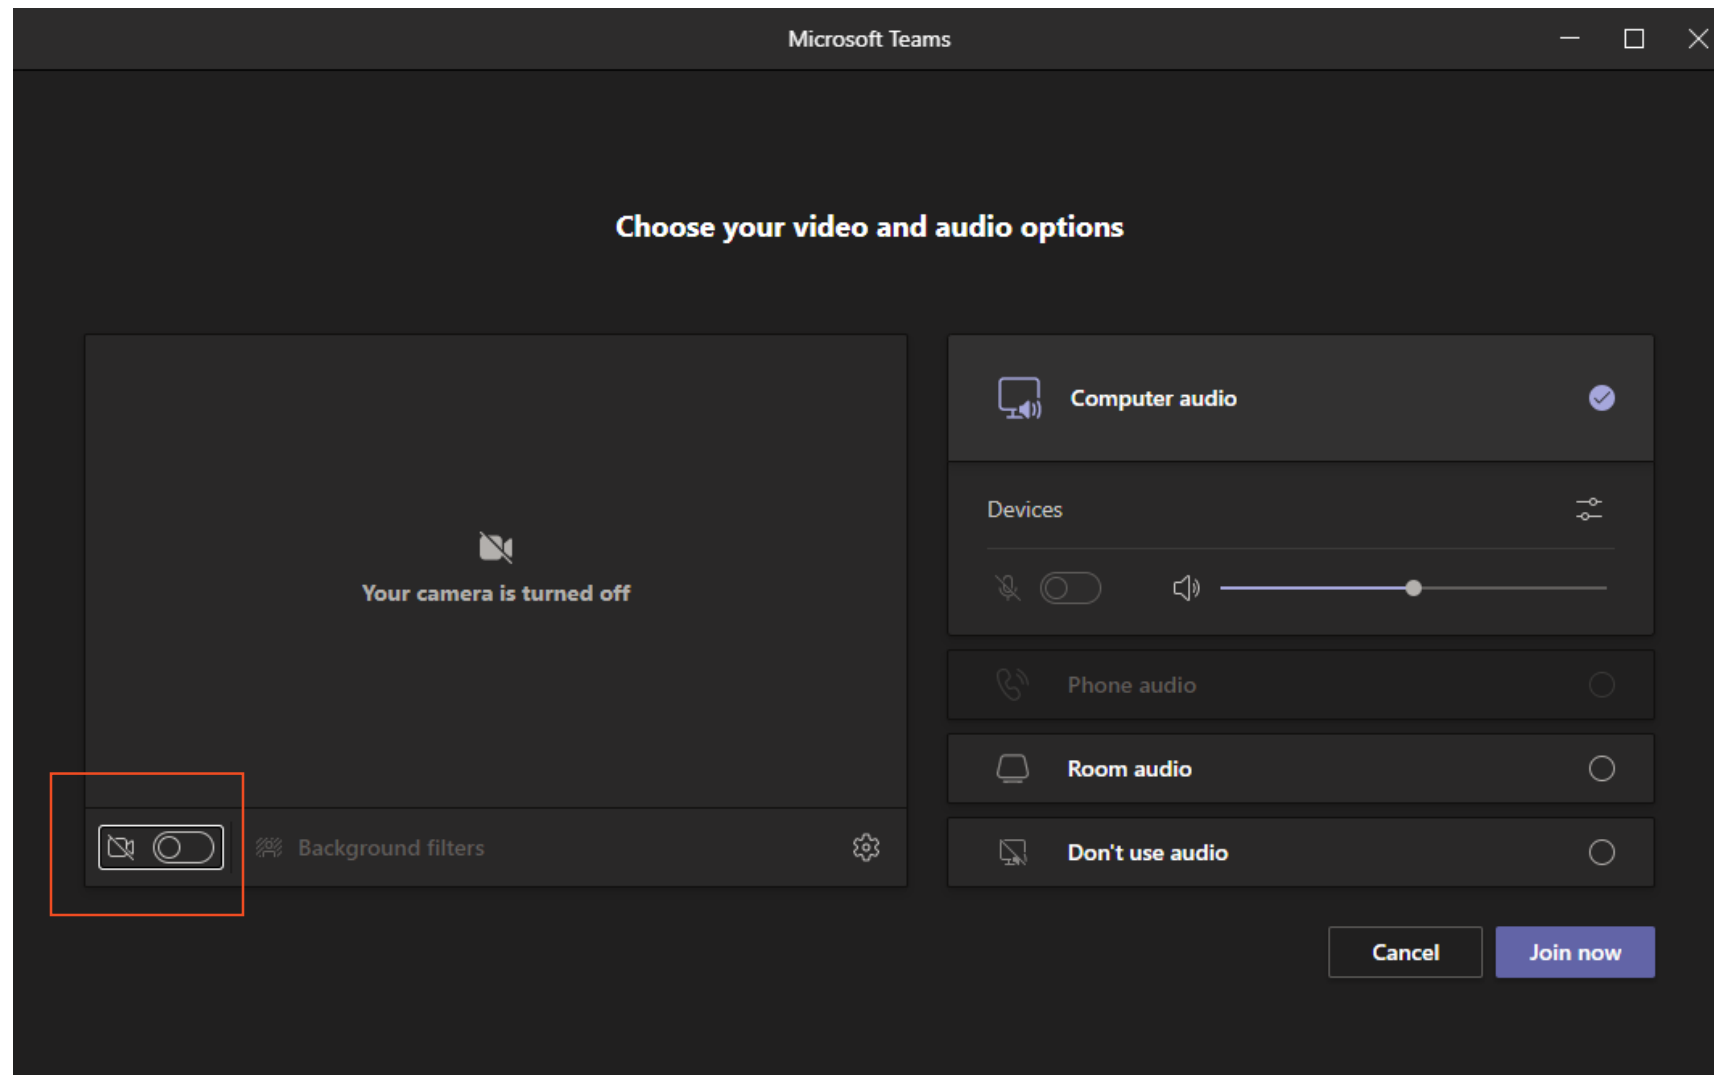 Microsoft Teams
Choose your video and audio options
Your camera is turned off
Background filters
Computer audio
Devices
Phone audio
Room audio
Don't use audio
Cancel
Join now